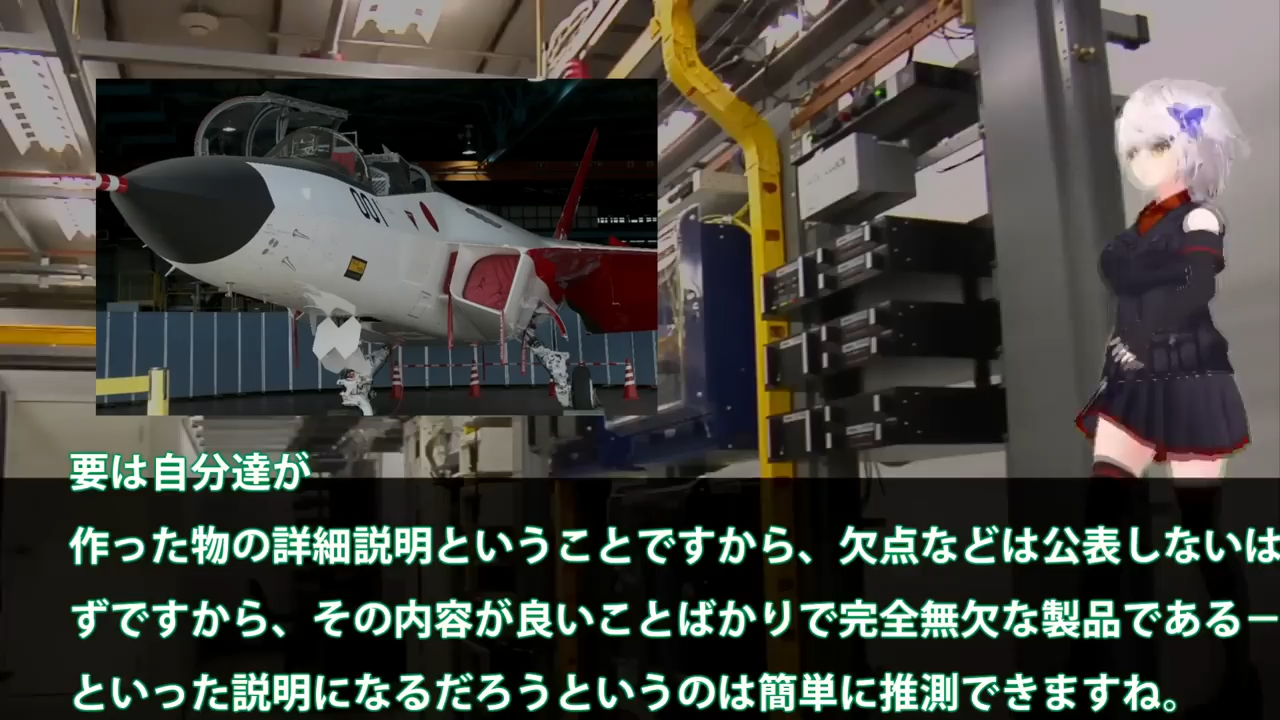 001
要は自分達が
作った物の詳細説明ということですから、欠点などは公表しないは
ずですから、その内容が良いことばかりで完全無欠な製品であるー
といった説明になるだろうというのは簡単に推測できますね。